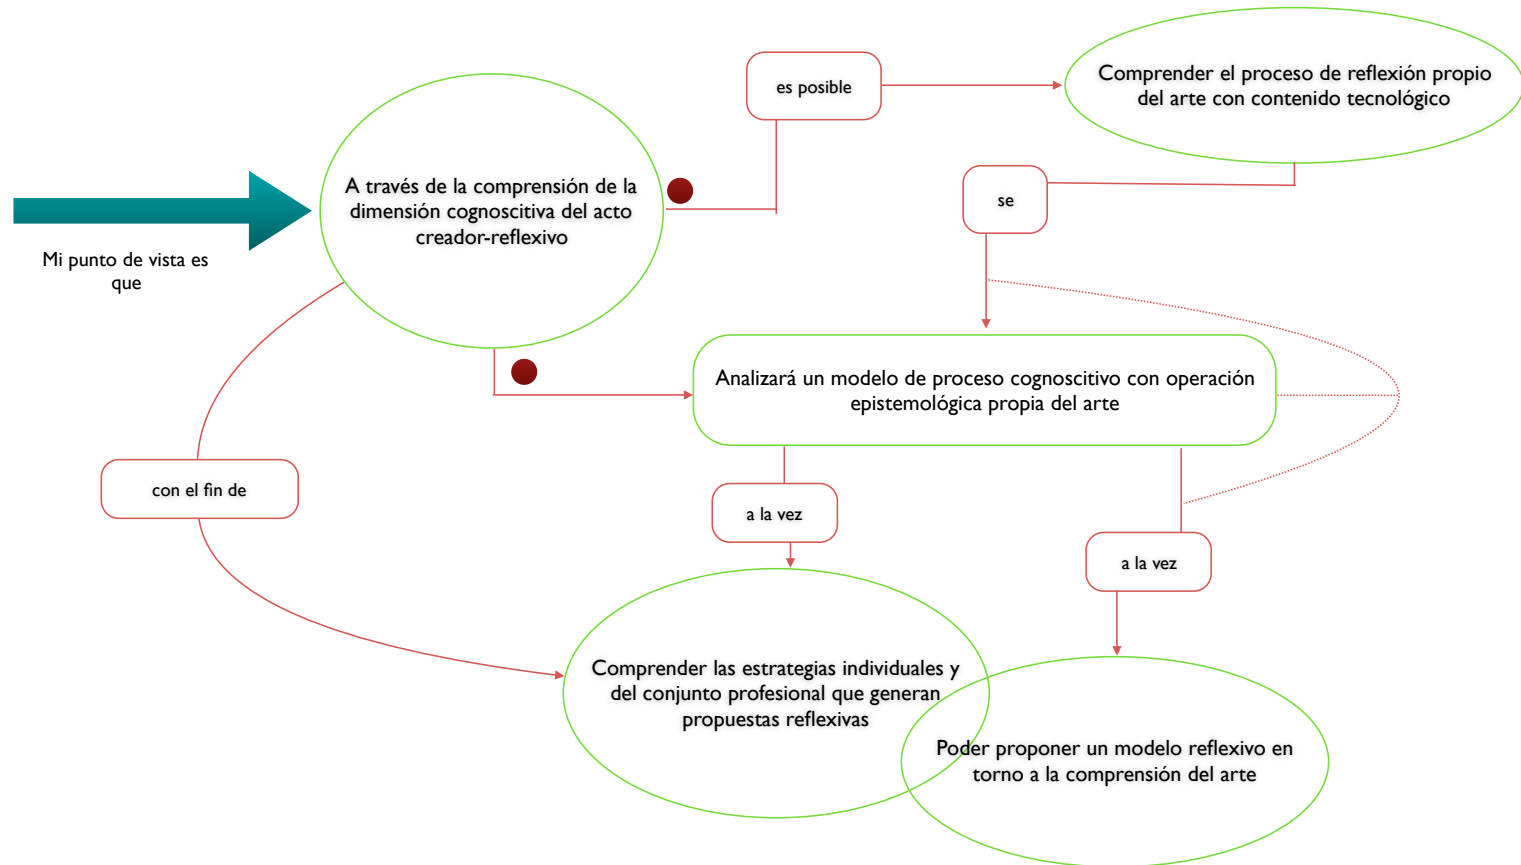 es posible
Comprender el proceso de reflexión propio
del arte con contenido tecnológico
A través de la comprensión de la
dimensión cognoscitiva del acto
creador-reflexivo
se
Mi punto de vista es
que
Analizará un modelo de proceso cognoscitivo con operación
epistemológica propia del arte
con el fin de
a la vez
a la vez
Comprender las estrategias individuales y
del conjunto profesional que generan
propuestas reflexivas
Poder proponer un modelo reflexivo en
torno a la comprensión del arte